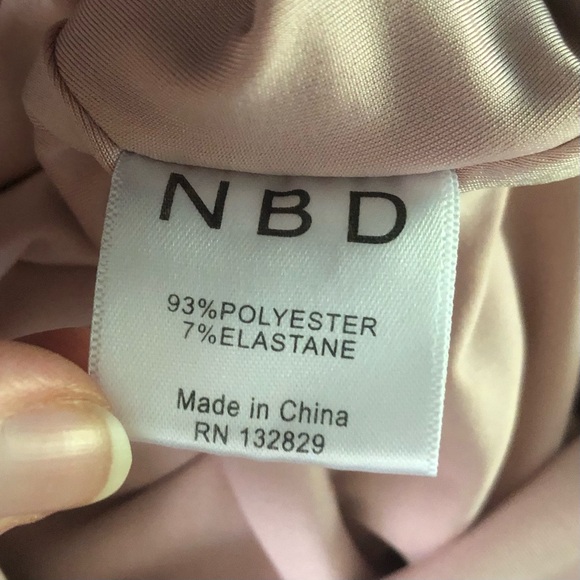 NBD
93%POLYESTER
7%ELASTANE
Made in China
RN 132829